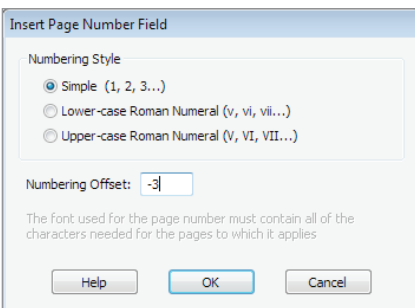 Insert Page Number Field
Numbering Style
Simple (1, 2, 3...)
Lower-case Roman Numeral (v, vi, vii...)
Upper-case Roman Numeral (V, VI, VII...)
Numbering Offset: -3
The font used for the page number must contain all of the
characters needed for the pages to which it applies
Help OK Cancel